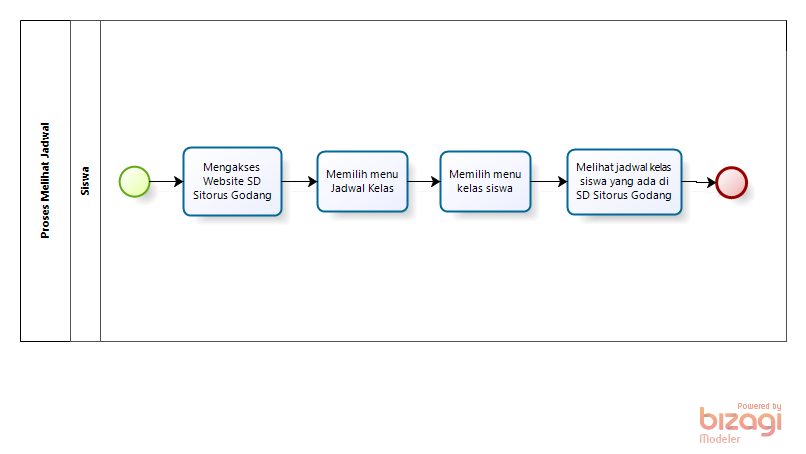 Proses Melihat Jadwal
Siswa
Mengakses
Website SD
Sitorus Godang
Memilih menu
Jadwal Kelas
Memilih menu
kelas siswa
Melihat jadwal kelas
siswa yang ada di
SD Sitorus Godang
Powered by
bizagi
Modeler